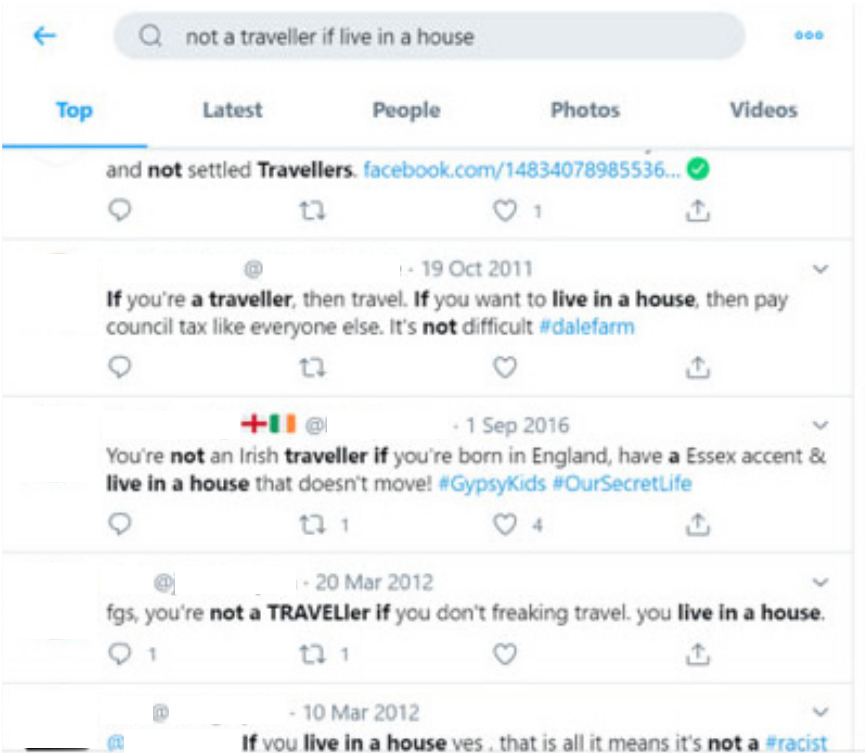 not a traveller if live in a house
Top Latest People Photos Videos
and not settled Travellers. facebook.com/14834078985536...
1
@ · 19 Oct 2011
If you're a traveller, then travel. If you want to live in a house, then pay
council tax like everyone else. It's not difficult #dalefarm
@ · 1 Sep 2016
You're not an Irish traveller if you're born in England, have a Essex accent &
live in a house that doesn't move! #GypsyKids #OurSecretLife
1 4
@ · 20 Mar 2012
fgs, you're not a TRAVELler if you don't freaking travel. you live in a house.
1 1
@ · 10 Mar 2012
@ If you live in a house yes . that is all it means it's not a #racist